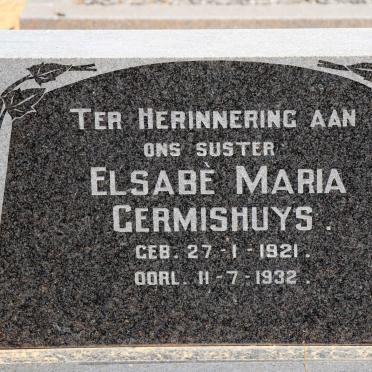 TER HERINNERING AAN
ONS SUSTER
ELSABÈ MARIA
GERMISHUYS.
GEB. 27-1-1921.
OORL. 11-7-1932.